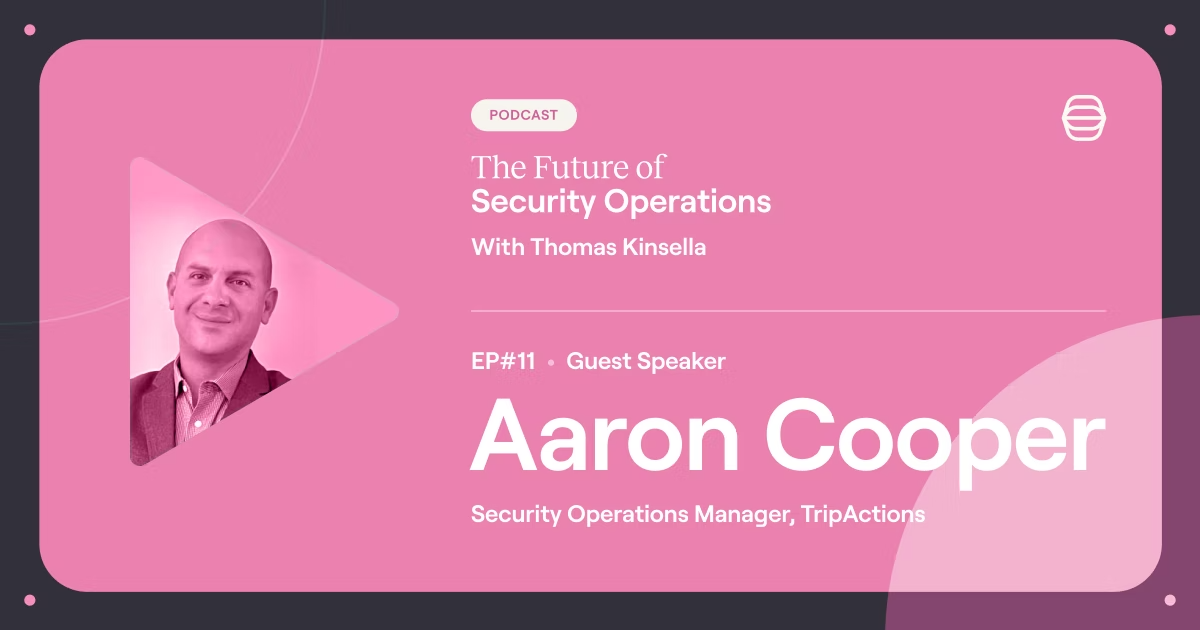 PODCAST
The Future of
Security Operations
With Thomas Kinsella
EP#11 • Guest Speaker
Aaron Cooper
Security Operations Manager, TripActions